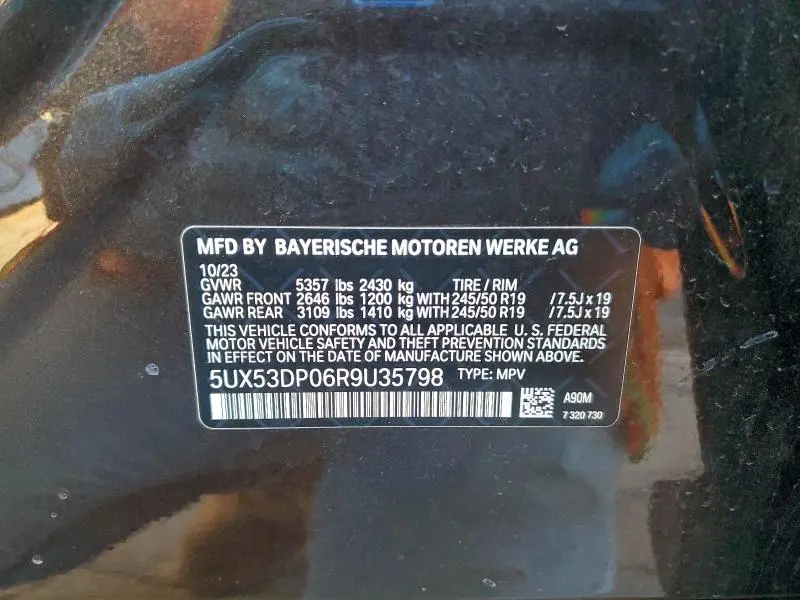 MFD BY BAYERISCHE MOTOREN WERKE AG
10/23
GVWR 5357 lbs 2430 kg TIRE / RIM
GAWR FRONT 2646 lbs 1200 kg WITH 245/50 R19 /7.5J x 19
GAWR REAR 3109 lbs 1410 kg WITH 245/50 R19 /7.5J x 19
THIS VEHICLE CONFORMS TO ALL APPLICABLE U. S. FEDERAL
MOTOR VEHICLE SAFETY AND THEFT PREVENTION STANDARDS
IN EFFECT ON THE DATE OF MANUFACTURE SHOWN ABOVE.
5UX53DP06R9U35798 TYPE: MPV
A90M
7 320 730